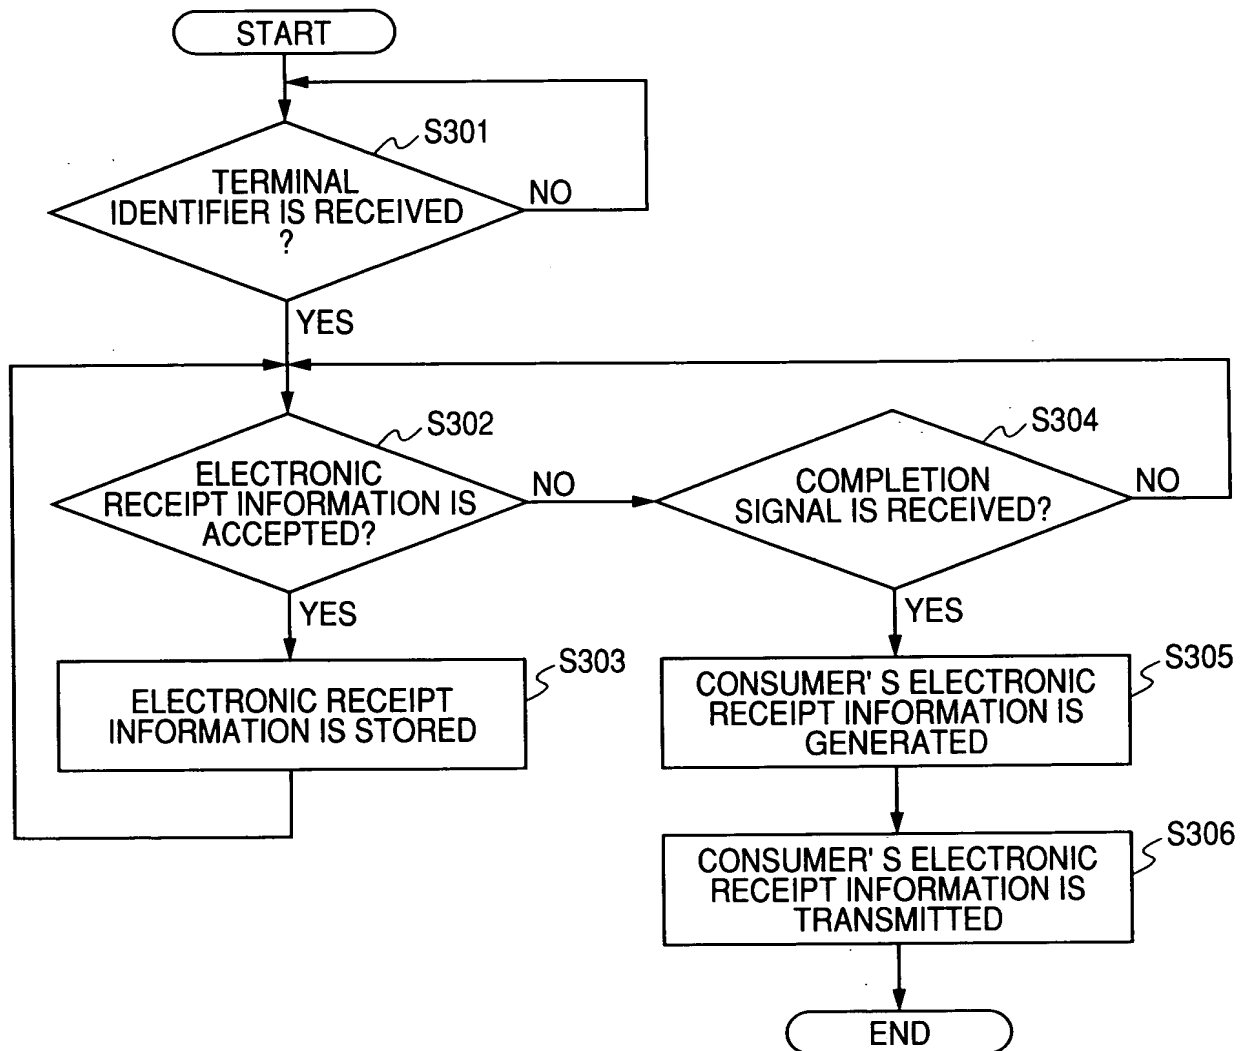 START
S301
TERMINAL
IDENTIFIER IS RECEIVED
?
NO
YES
S302
ELECTRONIC
RECEIPT INFORMATION IS
ACCEPTED?
NO
S304
COMPLETION
SIGNAL IS RECEIVED?
NO
YES
YES
S303
ELECTRONIC RECEIPT
INFORMATION IS STORED
S305
CONSUMER' S ELECTRONIC
RECEIPT INFORMATION IS
GENERATED
S306
CONSUMER' S ELECTRONIC
RECEIPT INFORMATION IS
TRANSMITTED
END